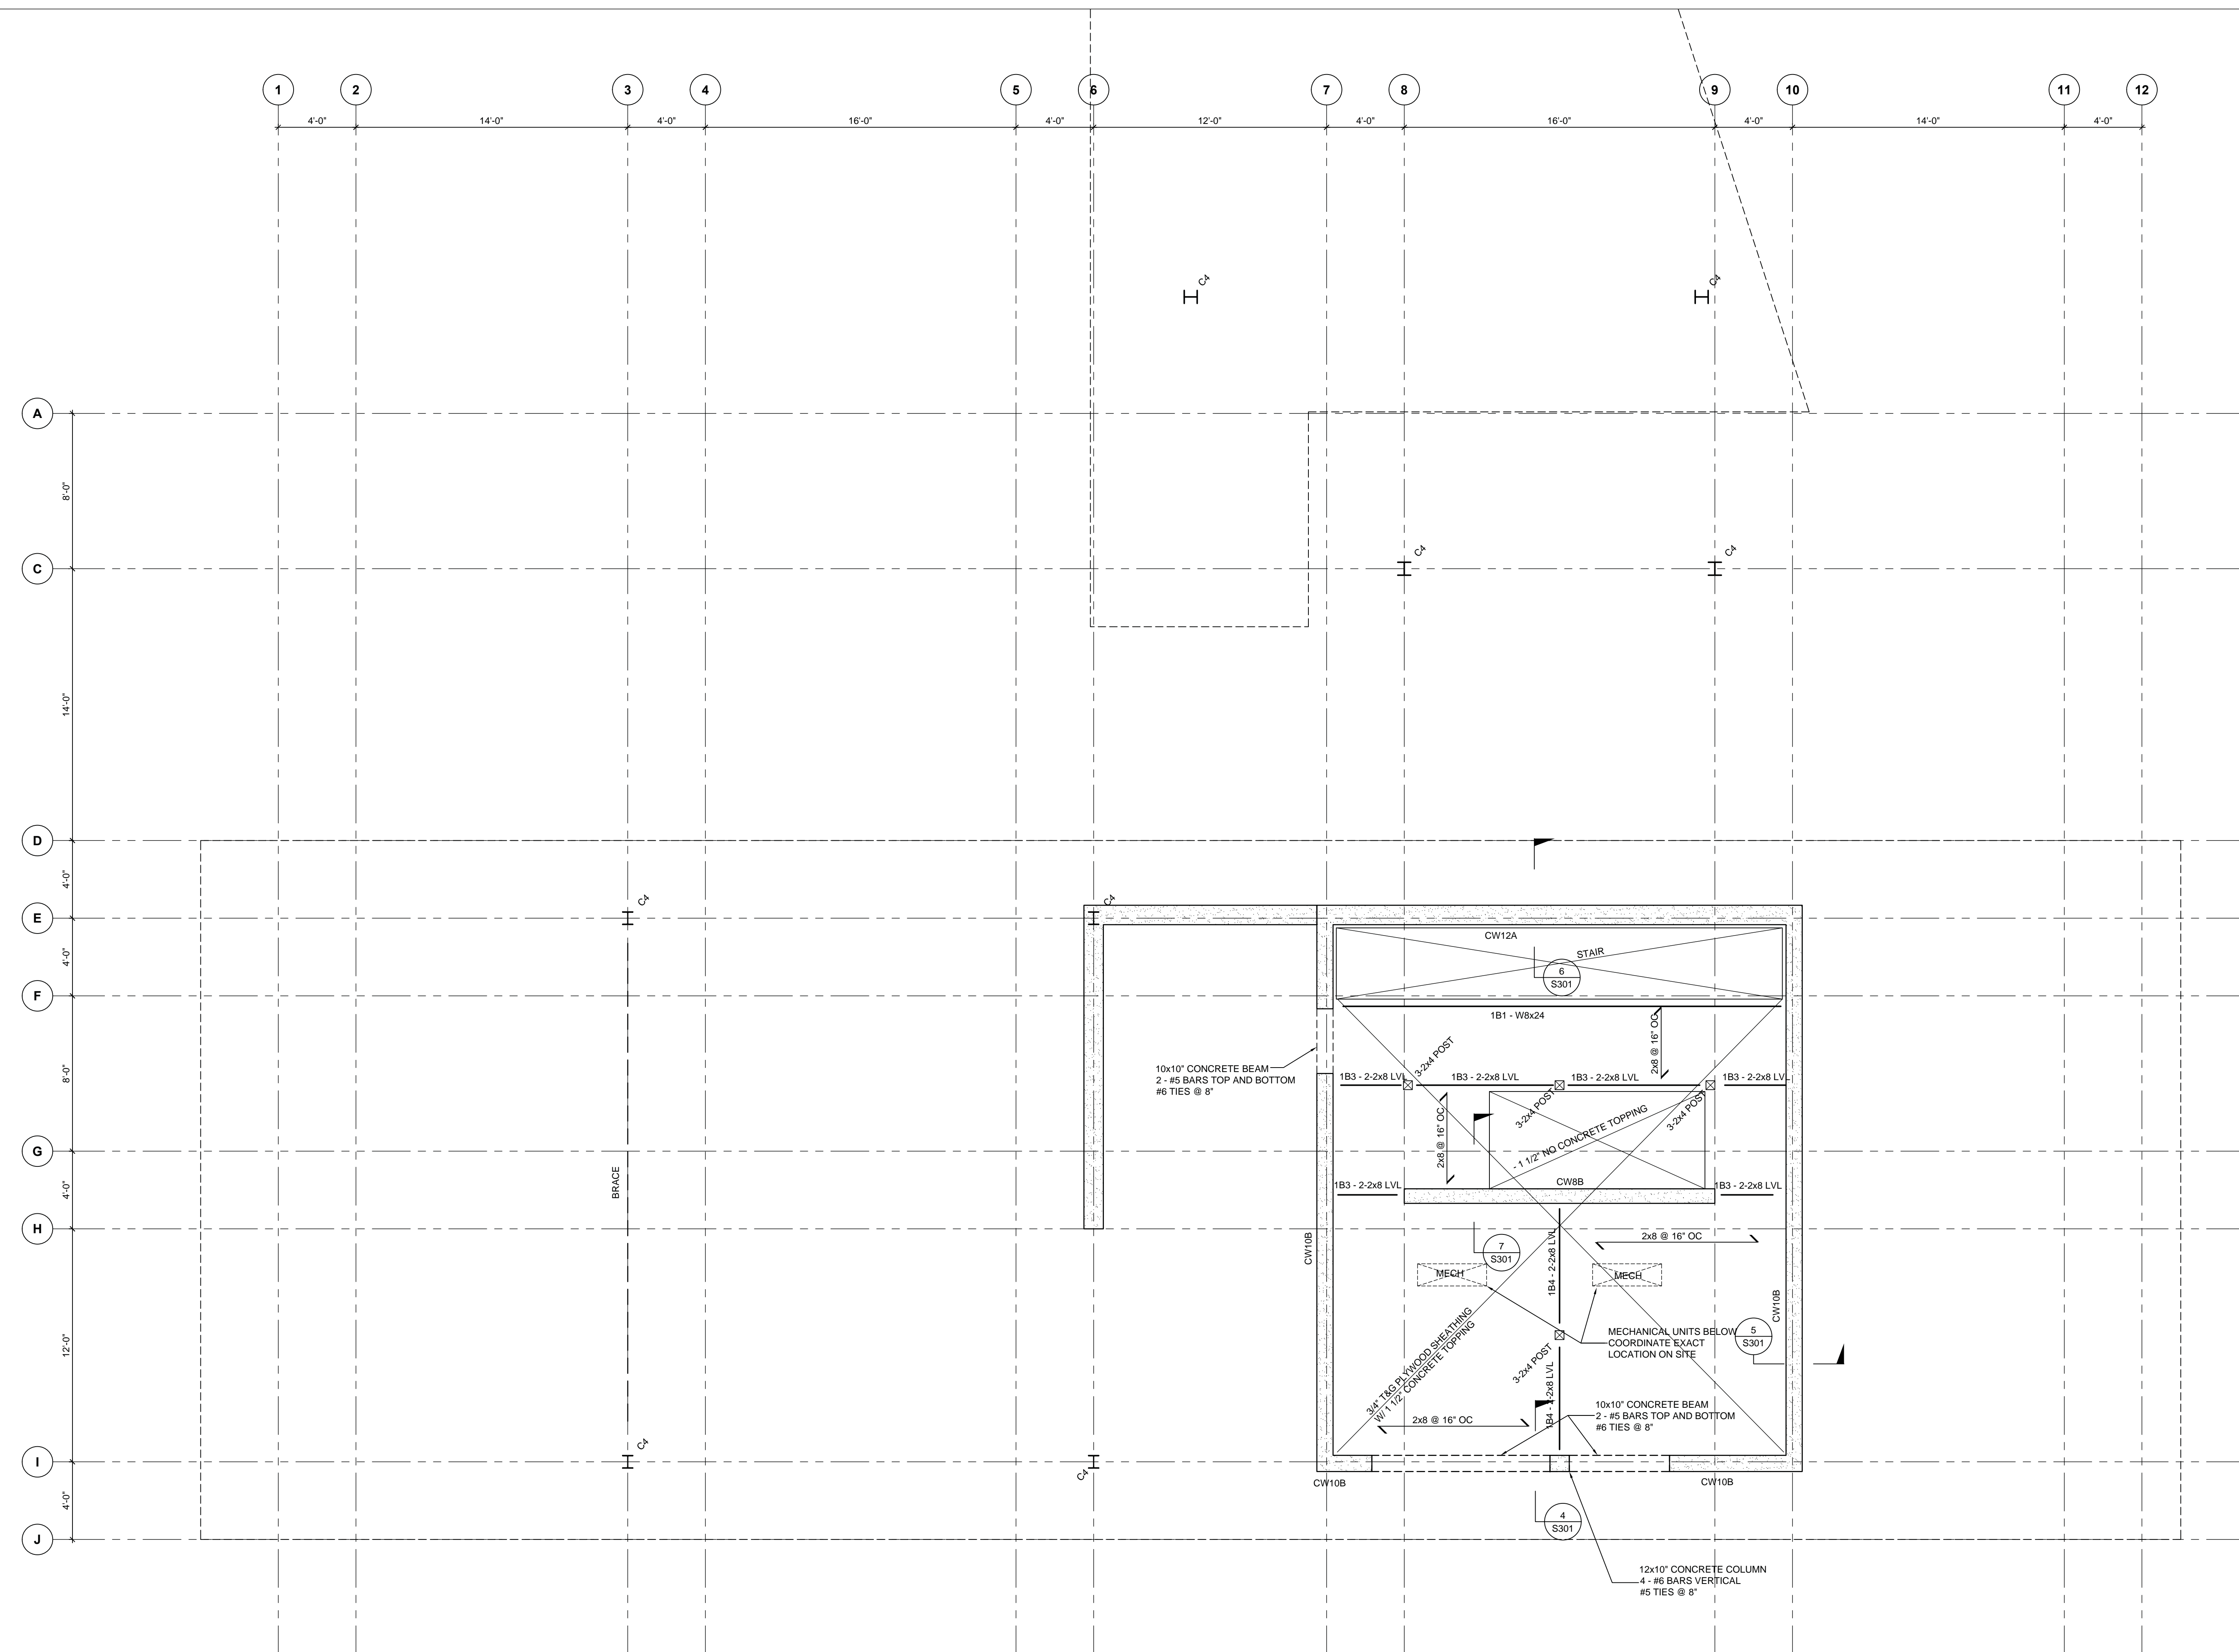 1 2 3 4 5 6 7 8 9 10 11 12
4'-0" 14'-0" 4'-0" 16'-0" 4'-0" 12'-0" 4'-0" 16'-0" 4'-0" 14'-0" 4'-0"
C4
C4
A
8'-0"
C4
C4
C
14'-0"
D
4'-0"
C4
C4
E
4'-0"
CW12A
STAIR
6
S301
F
1B1 - W8x24
2x8 @ 16" OC
8'-0"
3-2x4 POST
10x10" CONCRETE BEAM
2 - #5 BARS TOP AND BOTTOM
#6 TIES @ 8"
1B3 - 2-2x8 LVL
1B3 - 2-2x8 LVL
1B3 - 2-2x8 LVL
1B3 - 2-2x8 LVL
3-2x4 POST
3-2x4 POST
2x8 @ 16" OC
- 1 1/2" NO CONCRETE TOPPING
G
4'-0"
BRACE
1B3 - 2-2x8 LVL
CW8B
1B3 - 2-2x8 LVL
H
CW10B
7
S301
1B4 - 2-2x8 LVL
2x8 @ 16" OC
MECH
MECH
CW10B
12'-0"
3/4" T&G PLYWOOD SHEATHING
W/ 1 1/2" CONCRETE TOPPING
MECHANICAL UNITS BELOW
COORDINATE EXACT
LOCATION ON SITE
5
S301
3-2x4 POST
1B4 - 2-2x8 LVL
2x8 @ 16" OC
10x10" CONCRETE BEAM
2 - #5 BARS TOP AND BOTTOM
#6 TIES @ 8"
C4
I
C4
CW10B
CW10B
4'-0"
4
S301
J
12x10" CONCRETE COLUMN
4 - #6 BARS VERTICAL
#5 TIES @ 8"